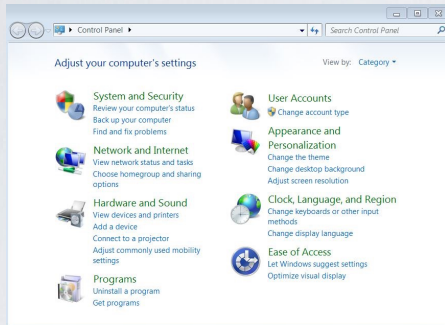 Control Panel
Search Control Panel
Adjust your computer's settings
View by: Category
System and Security
Review your computer's status
Back up your computer
Find and fix problems
Network and Internet
View network status and tasks
Choose homegroup and sharing
options
Hardware and Sound
View devices and printers
Add a device
Connect to a projector
Adjust commonly used mobility
settings
Programs
Uninstall a program
Get programs
User Accounts
Change account type
Appearance and
Personalization
Change the theme
Change desktop background
Adjust screen resolution
Clock, Language, and Region
Change keyboards or other input
methods
Change display language
Ease of Access
Let Windows suggest settings
Optimize visual display